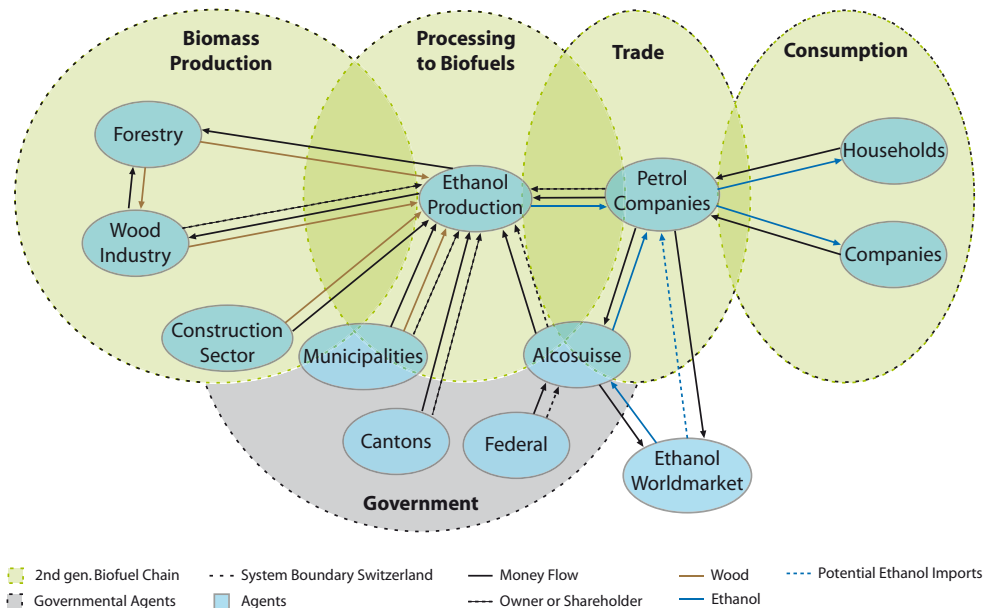 Biomass
Production
Processing
to Biofuels
Trade
Consumption
Forestry
Households
Ethanol
Production
Petrol
Companies
Wood
Industry
Companies
Construction
Sector
Municipalities
Alcosuisse
Cantons
Federal
Ethanol
Worldmarket
Government
2nd gen. Biofuel Chain
System Boundary Switzerland
Money Flow
Wood
Potential Ethanol Imports
Governmental Agents
Agents
Owner or Shareholder
Ethanol